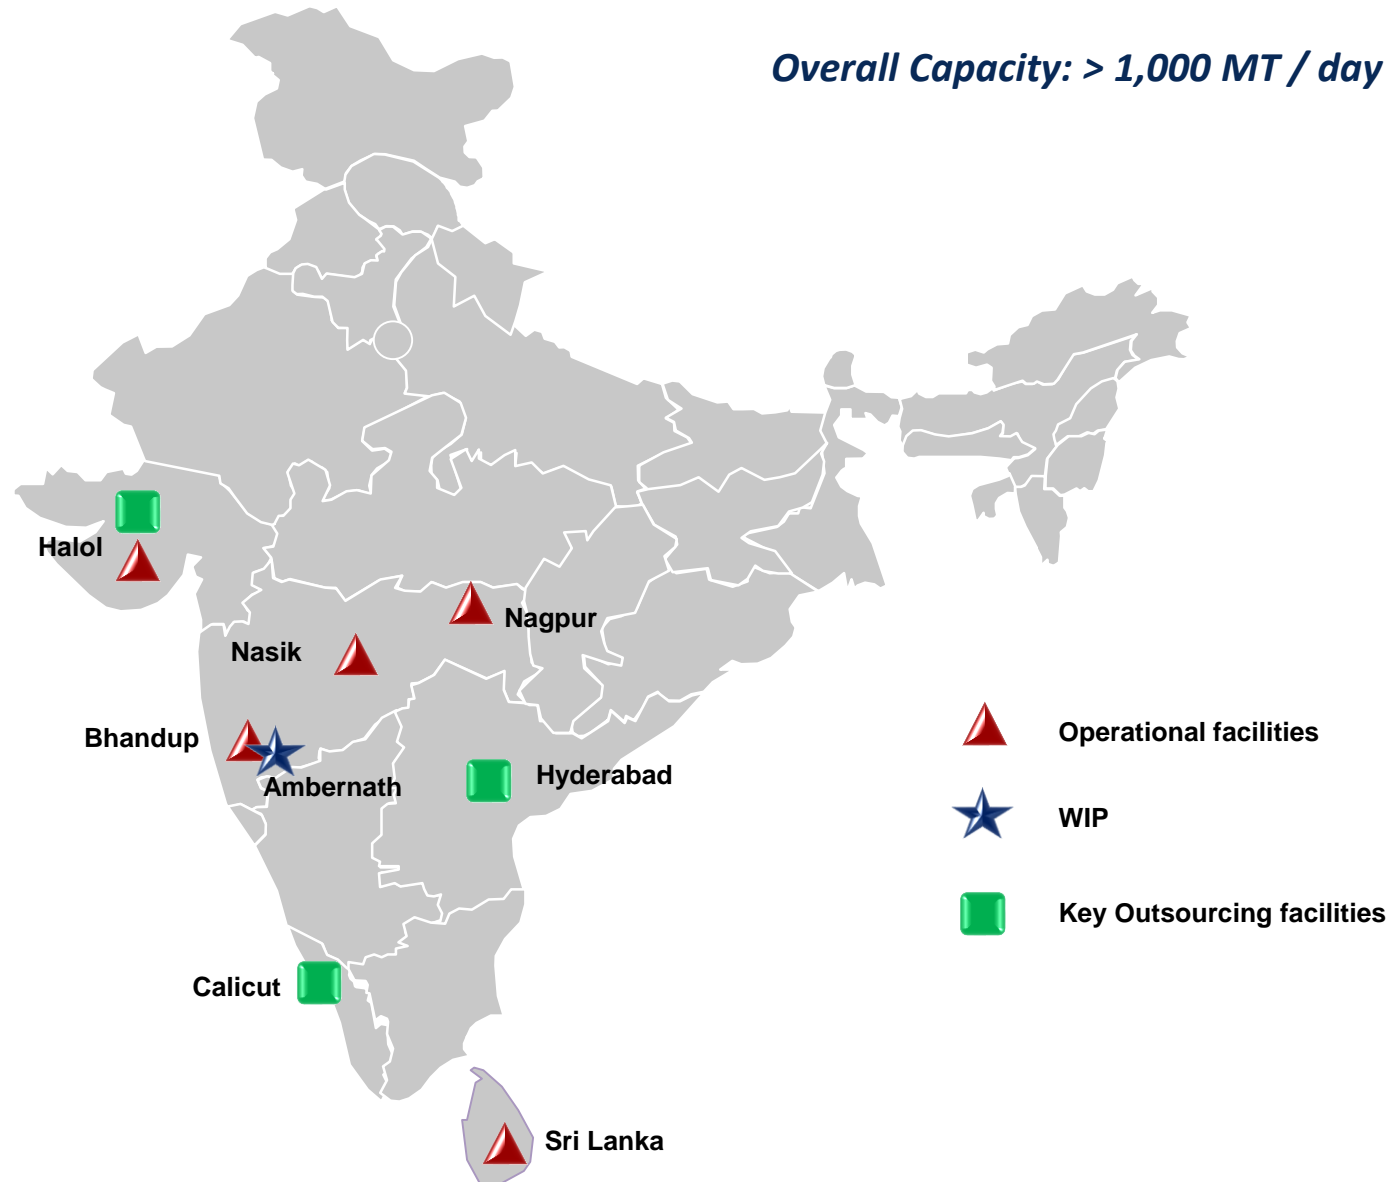 Overall Capacity: > 1,000 MT / day
Halol
Nagpur
Nasik
Bhandup
Ambernath
Hyderabad
Calicut
Sri Lanka
Operational facilities
WIP
Key Outsourcing facilities